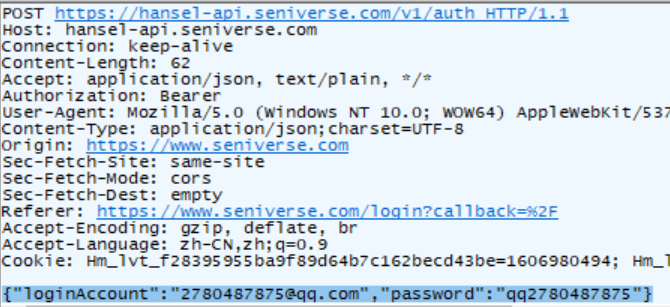 POST https://hansel-api.seniverse.com/v1/auth HTTP/1.1
Host: hansel-api.seniverse.com
Connection: keep-alive
Content-Length: 62
Accept: application/json, text/plain, */*
Authorization: Bearer
User-Agent: Mozilla/5.0 (Windows NT 10.0; WOW64) AppleWebKit/537
Content-Type: application/json;charset=UTF-8
Origin: https://www.seniverse.com
Sec-Fetch-Site: same-site
Sec-Fetch-Mode: cors
Sec-Fetch-Dest: empty
Referer: https://www.seniverse.com/login?callback=%2F
Accept-Encoding: gzip, deflate, br
Accept-Language: zh-CN,zh;q=0.9
Cookie: Hm_lvt_f28395955ba9f89d64b7c162becd43be=1606980494; Hm_l
{"loginAccount":"2780487875@qq.com","password":"qq2780487875"}